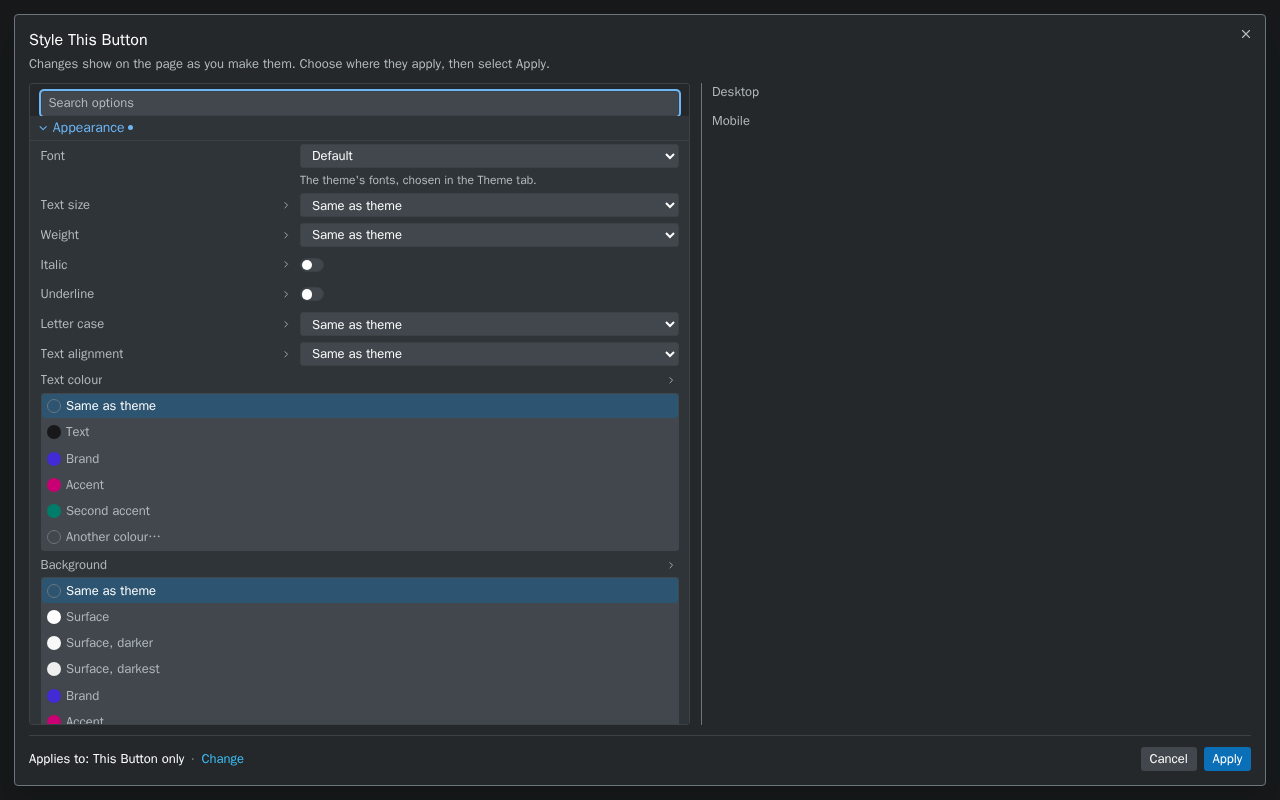 Style This Button
Changes show on the page as you make them. Choose where they apply, then select Apply.
Search options
Appearance
Font
Default
The theme's fonts, chosen in the Theme tab.
Text size
Same as theme
Weight
Same as theme
Italic
Underline
Letter case
Same as theme
Text alignment
Same as theme
Text colour
Same as theme
Text
Brand
Accent
Second accent
Another colour…
Background
Same as theme
Surface
Surface, darker
Surface, darkest
Brand
Accent
Desktop
Mobile
Applies to: This Button only · Change
Cancel
Apply